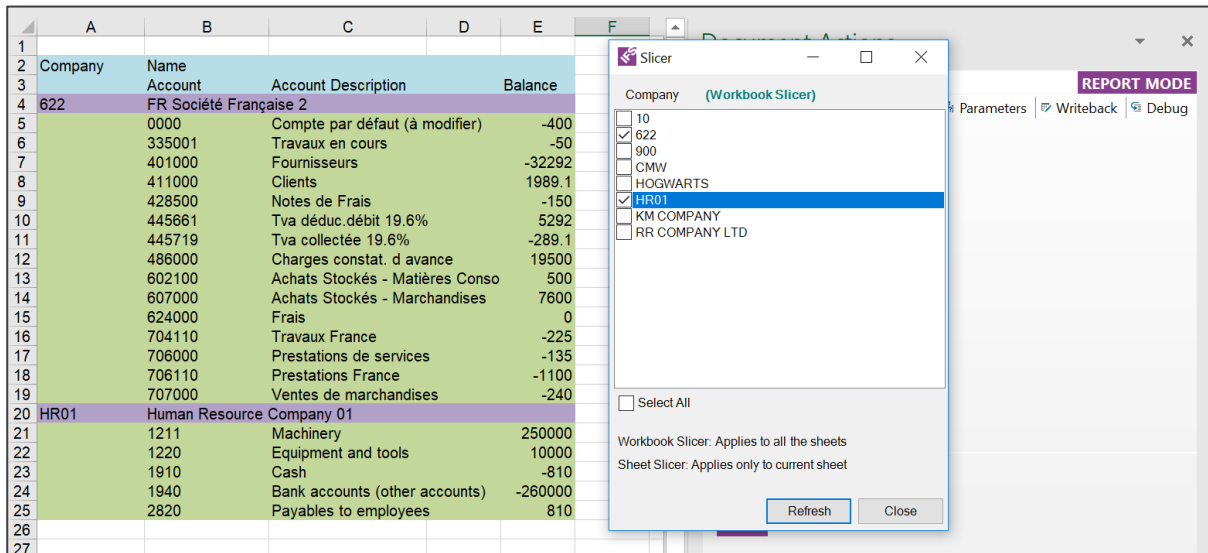 A B C D E F
1
2 Company Name
3 Account Account Description Balance
4 622 FR Société Française 2
5 0000 Compte par défaut (à modifier) -400
6 335001 Travaux en cours -50
7 401000 Fournisseurs -32292
8 411000 Clients 1989.1
9 428500 Notes de Frais -150
10 445661 Tva déduc.débit 19.6% 5292
11 445719 Tva collectée 19.6% -289.1
12 486000 Charges constat. d avance 19500
13 602100 Achats Stockés - Matières Conso 500
14 607000 Achats Stockés - Marchandises 7600
15 624000 Frais 0
16 704110 Travaux France -225
17 706000 Prestations de services -135
18 706110 Prestations France -1100
19 707000 Ventes de marchandises -240
20 HR01 Human Resource Company 01
21 1211 Machinery 250000
22 1220 Equipment and tools 10000
23 1910 Cash -810
24 1940 Bank accounts (other accounts) -260000
25 2820 Payables to employees 810
26
27
Slicer
Company (Workbook Slicer)
10
622
900
CMW
HOGWARTS
HR01
KM COMPANY
RR COMPANY LTD
Select All
Workbook Slicer: Applies to all the sheets
Sheet Slicer: Applies only to current sheet
Refresh Close
Document Actions
REPORT MODE
Parameters Writeback Debug